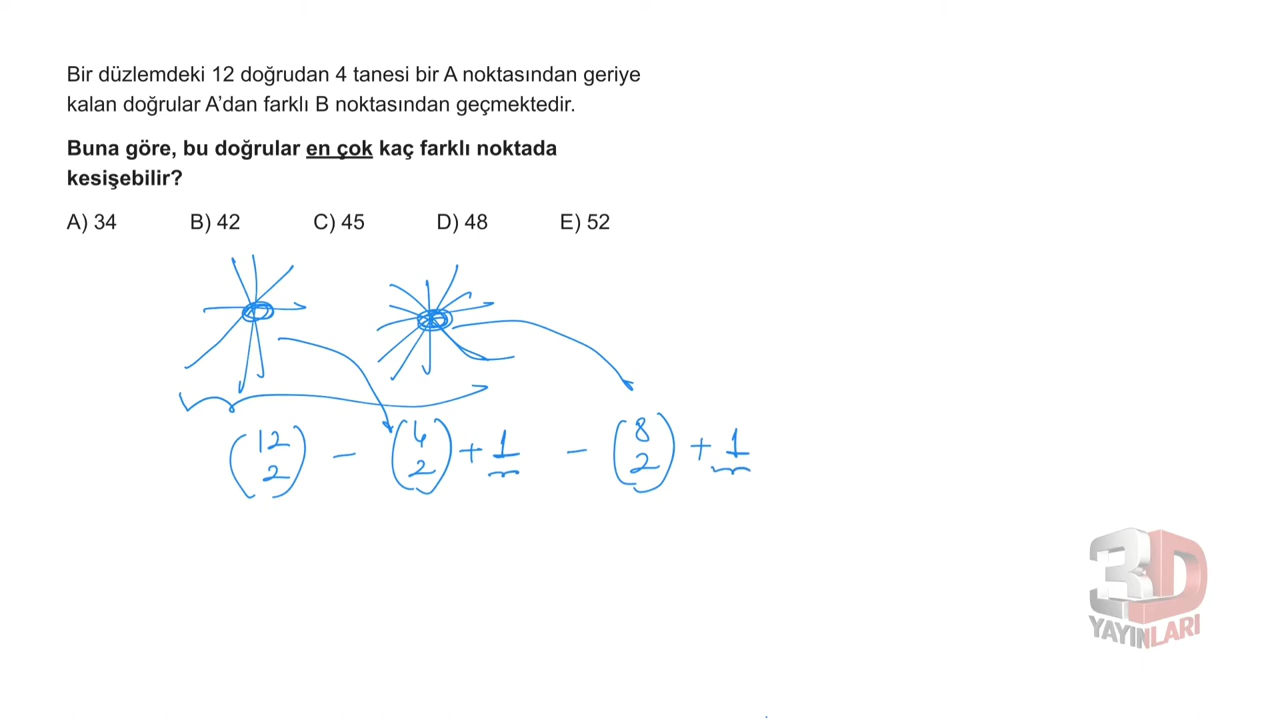 Bir düzlemdeki 12 doğrudan 4 tanesi bir A noktasından geriye
kalan doğrular A'dan farklı B noktasından geçmektedir.
Buna göre, bu doğrular en çok kaç farklı noktada
kesişebilir?
A) 34 B) 42 C) 45 D) 48 E) 52
(12 2) - (4 2) + 1 - (8 2) + 1
3D
YAYINLARI